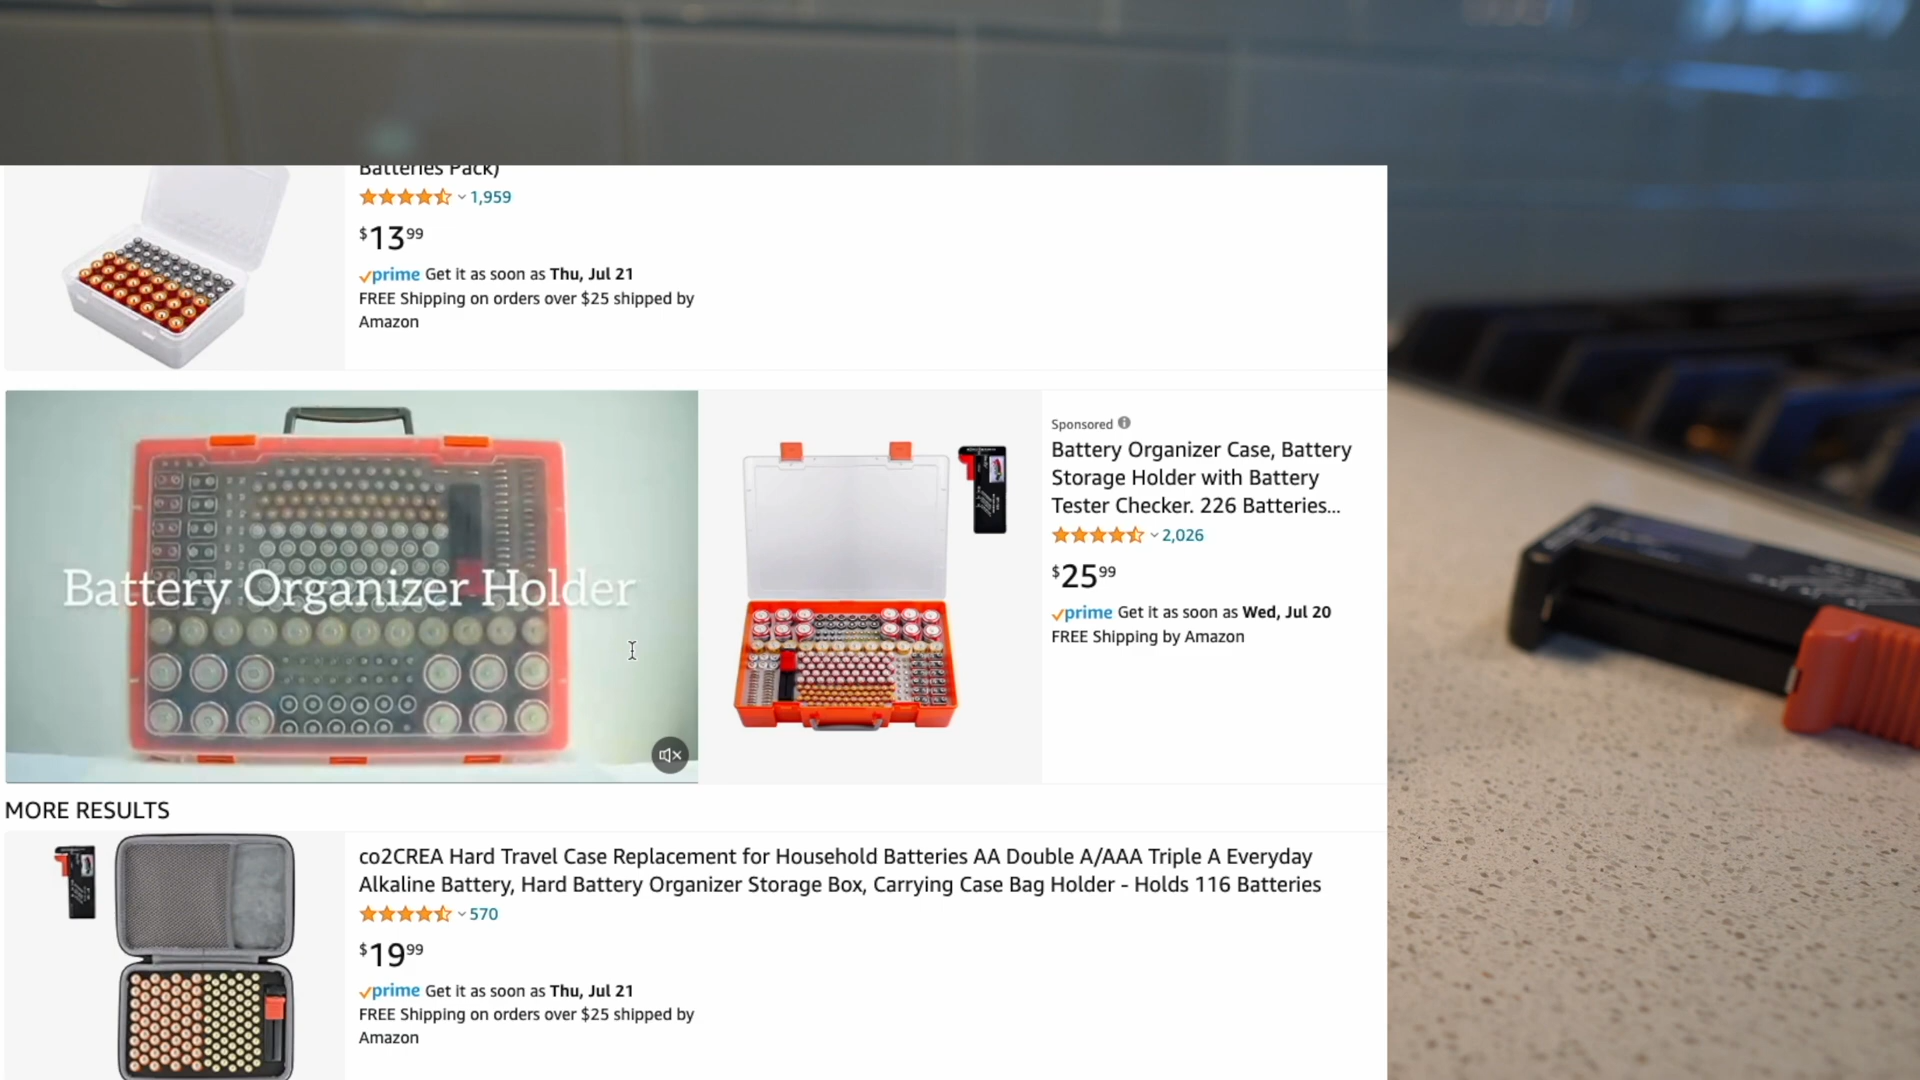 Batteries Pack)
1,959
$13 99
prime Get it as soon as Thu, Jul 21
FREE Shipping on orders over $25 shipped by
Amazon
Battery Organizer Holder
Sponsored
Battery Organizer Case, Battery
Storage Holder with Battery
Tester Checker. 226 Batteries...
2,026
$25 99
prime Get it as soon as Wed, Jul 20
FREE Shipping by Amazon
MORE RESULTS
co2CREA Hard Travel Case Replacement for Household Batteries AA Double A/AAA Triple A Everyday
Alkaline Battery, Hard Battery Organizer Storage Box, Carrying Case Bag Holder - Holds 116 Batteries
570
$19 99
prime Get it as soon as Thu, Jul 21
FREE Shipping on orders over $25 shipped by
Amazon